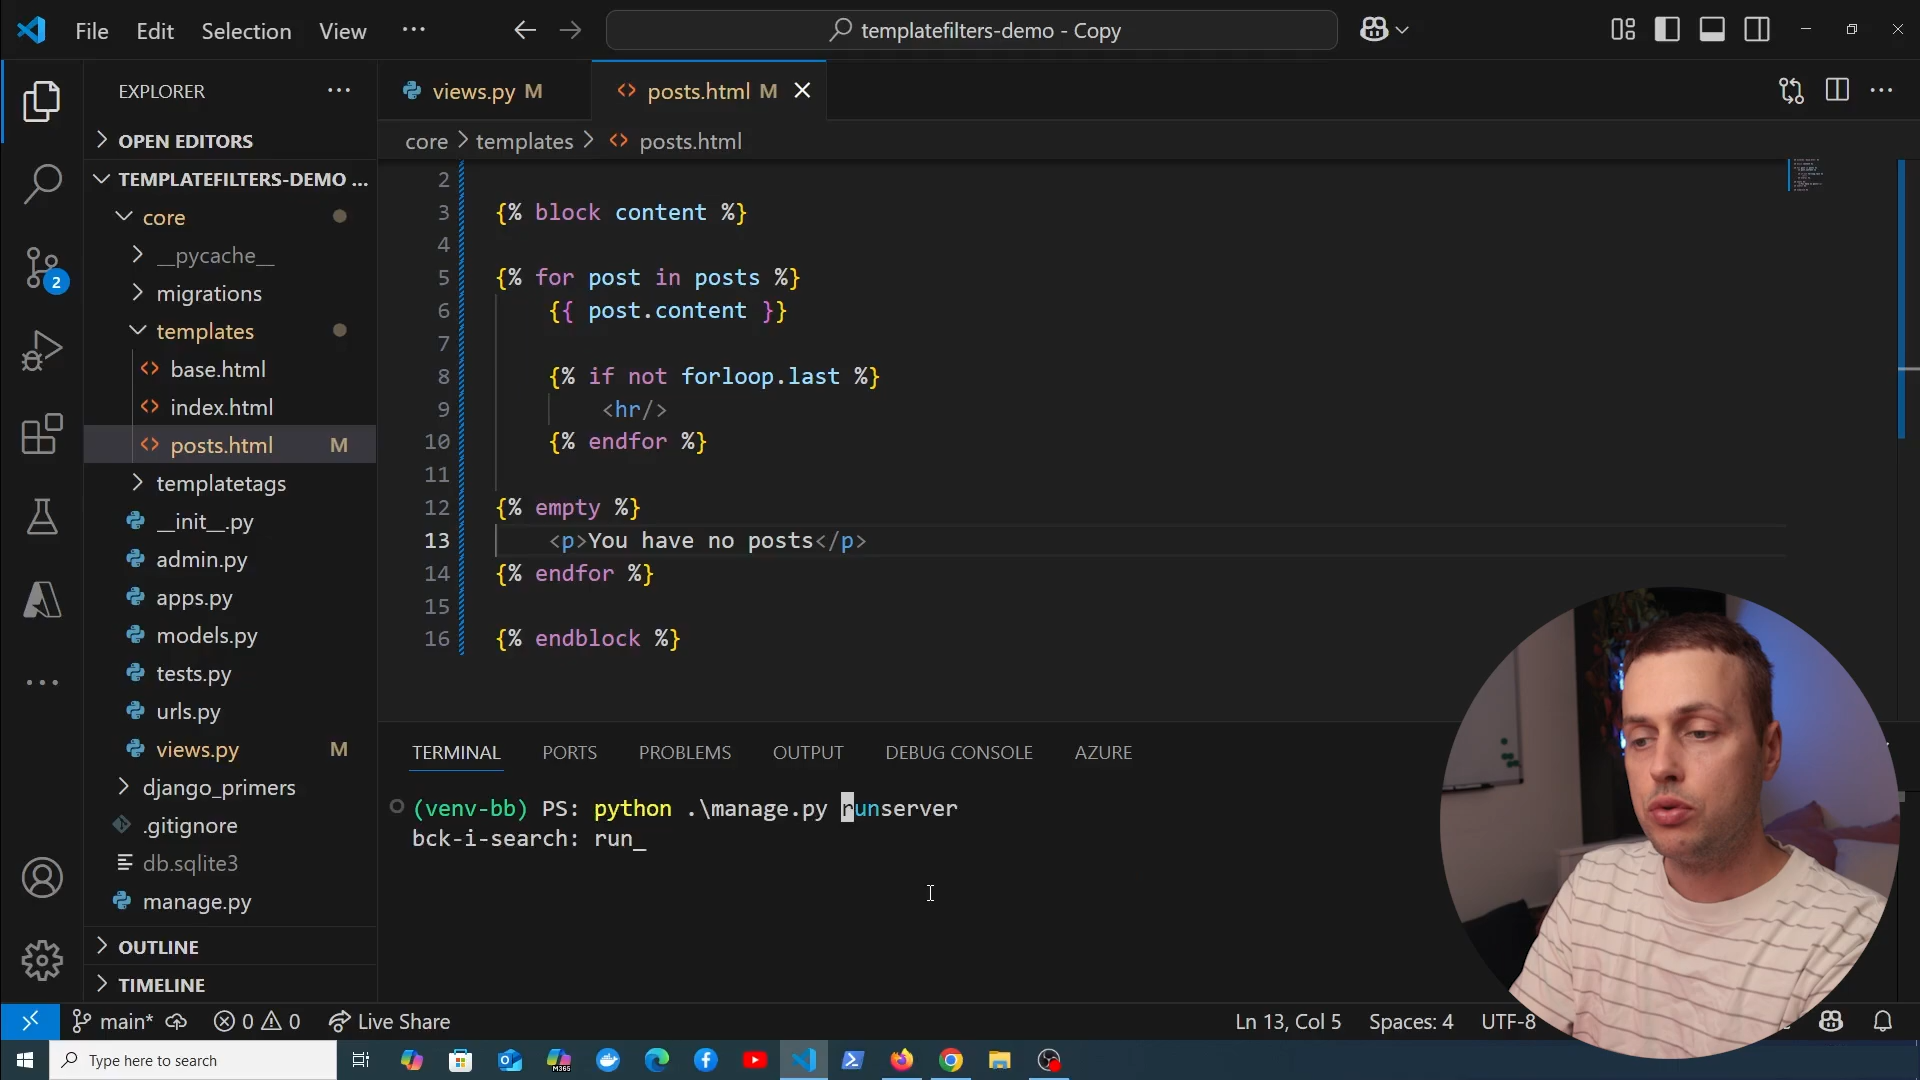 File Edit Selection View ···
templatefilters-demo - Copy
EXPLORER ···
OPEN EDITORS
TEMPLATEFILTERS-DEMO ...
core
__pycache__
migrations
templates
base.html
index.html
posts.html M
templatetags
__init__.py
admin.py
apps.py
models.py
tests.py
urls.py
views.py M
django_primers
.gitignore
db.sqlite3
manage.py
OUTLINE
TIMELINE
2
views.py M
posts.html M
core > templates > posts.html
2
3 {% block content %}
4
5 {% for post in posts %}
6 {{ post.content }}
7
8 {% if not forloop.last %}
9 <hr/>
10 {% endfor %}
11
12 {% empty %}
13 <p>You have no posts</p>
14 {% endfor %}
15
16 {% endblock %}
TERMINAL PORTS PROBLEMS OUTPUT DEBUG CONSOLE AZURE
(venv-bb) PS: python .\manage.py runserver
bck-i-search: run_
main* 0 0 Live Share
Ln 13, Col 5 Spaces: 4 UTF-8
Type here to search
M365